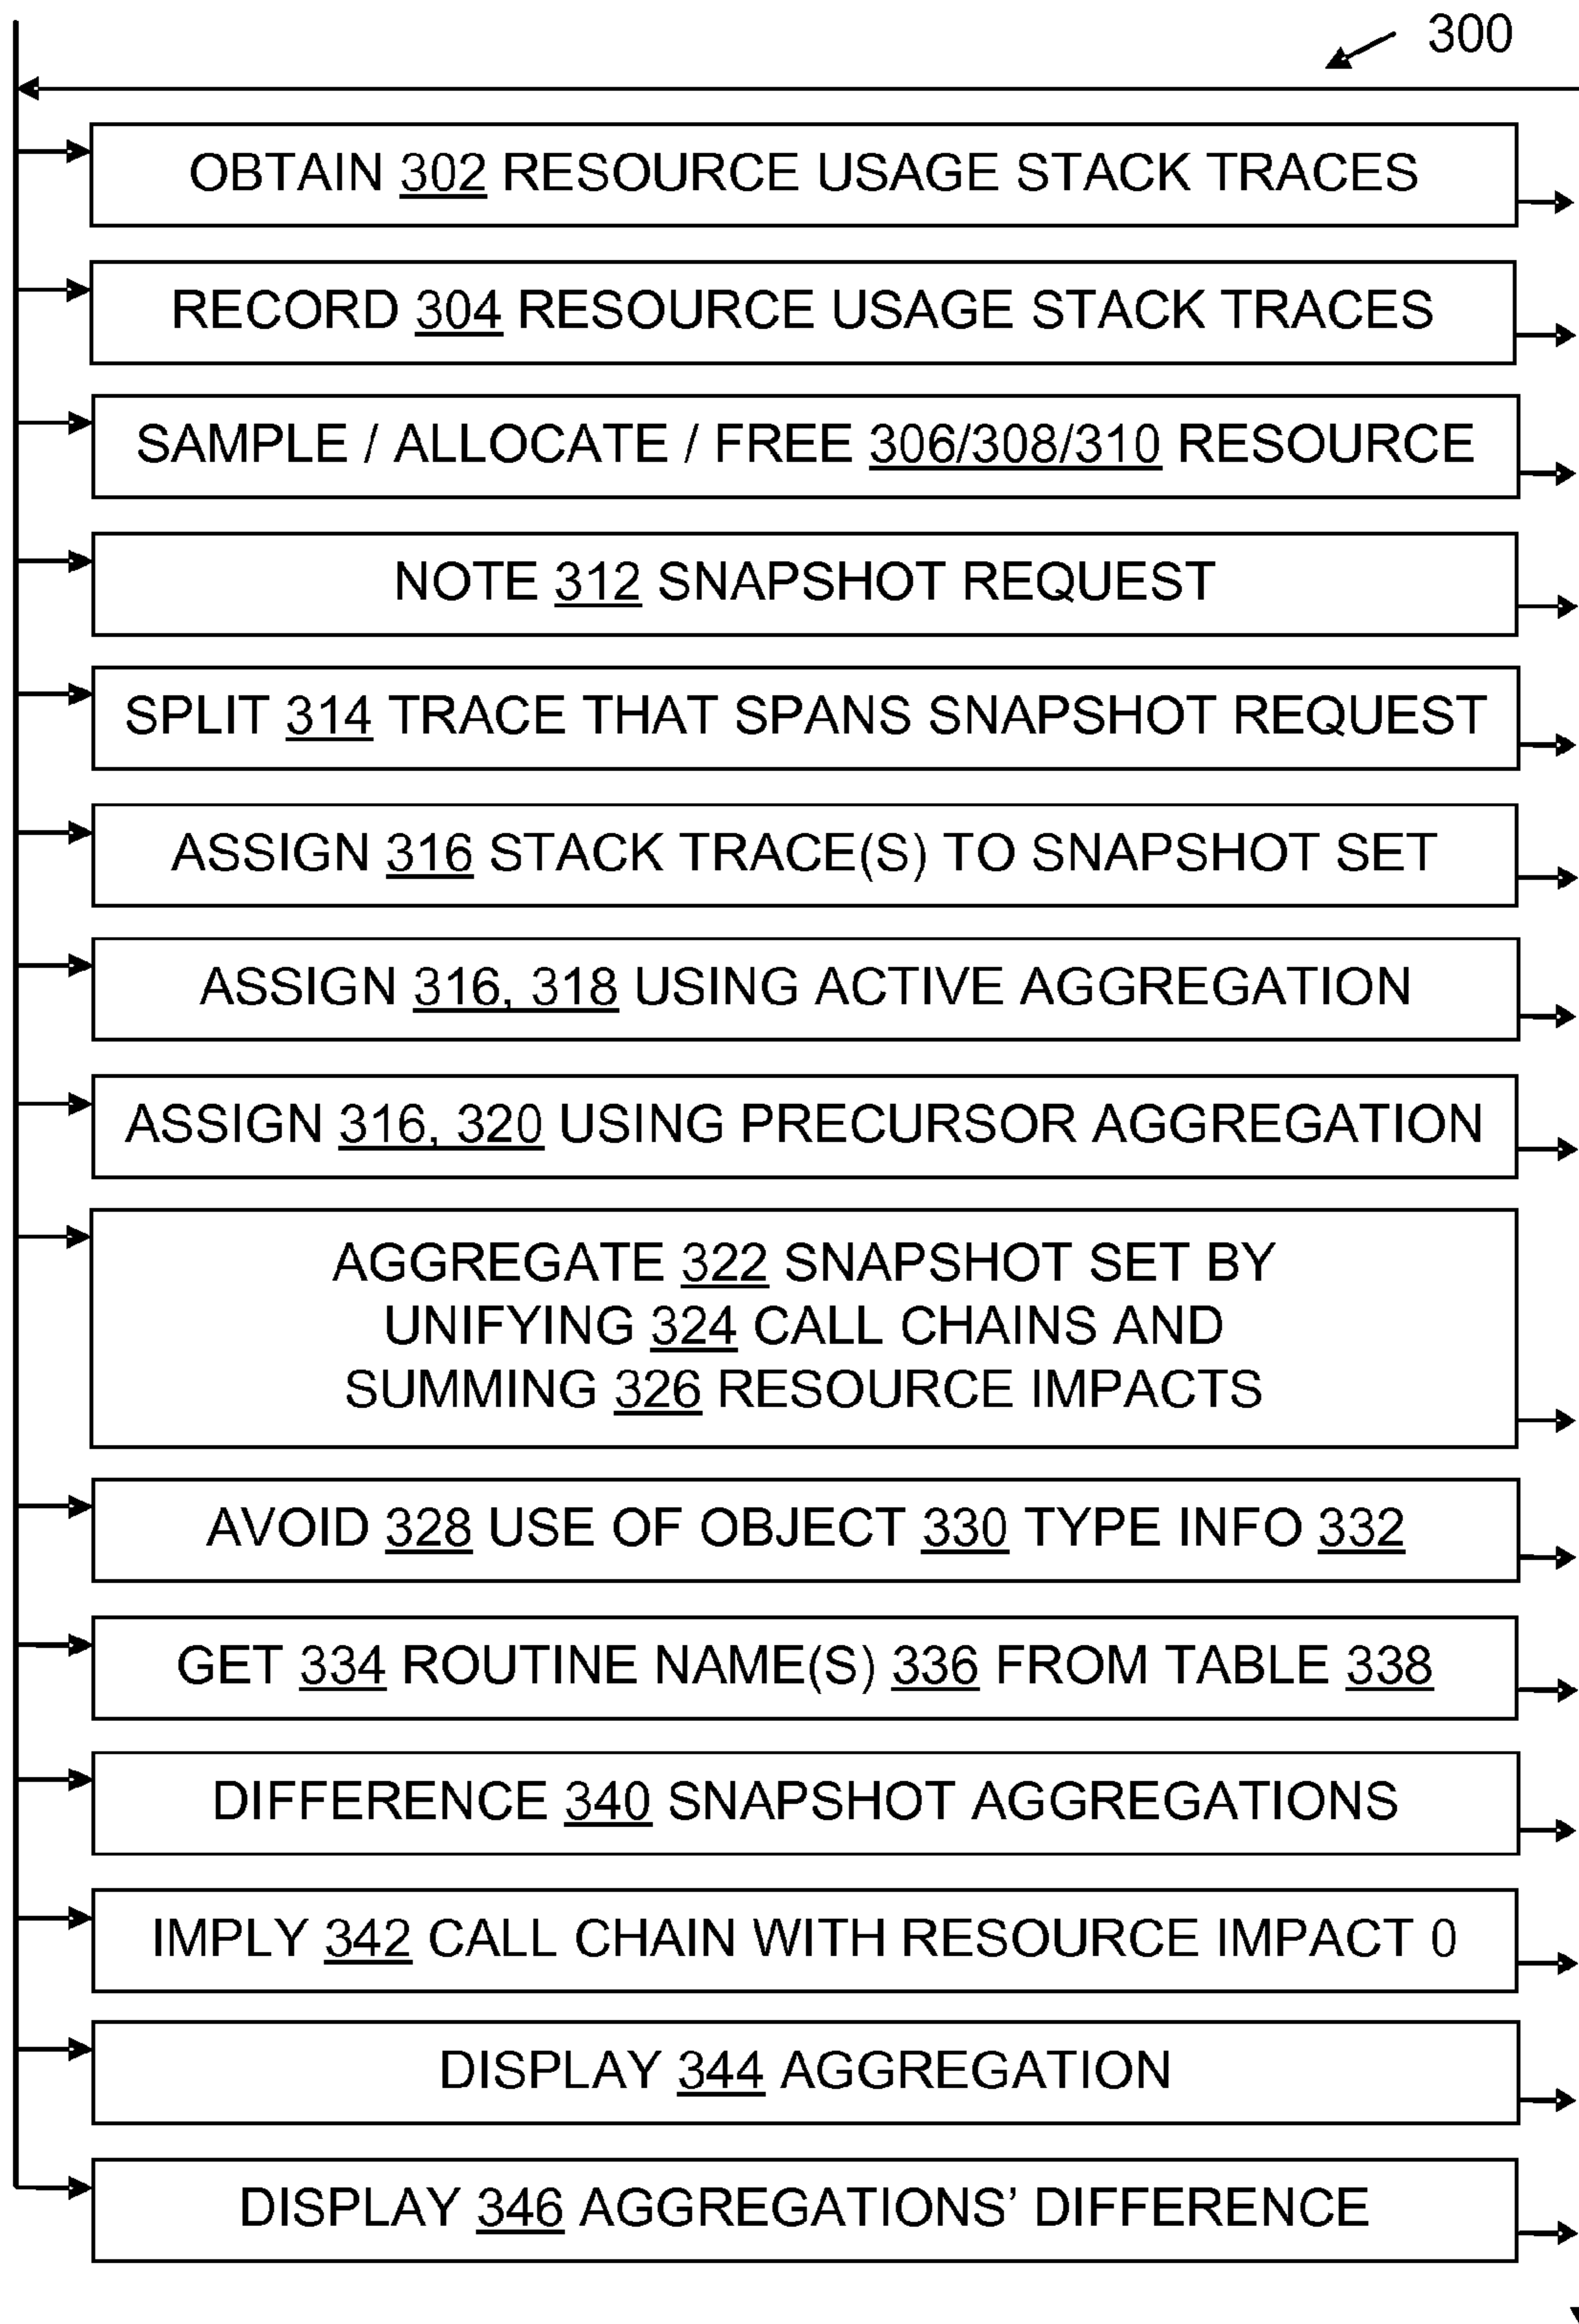 300
OBTAIN 302 RESOURCE USAGE STACK TRACES
RECORD 304 RESOURCE USAGE STACK TRACES
SAMPLE / ALLOCATE / FREE 306/308/310 RESOURCE
NOTE 312 SNAPSHOT REQUEST
SPLIT 314 TRACE THAT SPANS SNAPSHOT REQUEST
ASSIGN 316 STACK TRACE(S) TO SNAPSHOT SET
ASSIGN 316, 318 USING ACTIVE AGGREGATION
ASSIGN 316, 320 USING PRECURSOR AGGREGATION
AGGREGATE 322 SNAPSHOT SET BY
UNIFYING 324 CALL CHAINS AND
SUMMING 326 RESOURCE IMPACTS
AVOID 328 USE OF OBJECT 330 TYPE INFO 332
GET 334 ROUTINE NAME(S) 336 FROM TABLE 338
DIFFERENCE 340 SNAPSHOT AGGREGATIONS
IMPLY 342 CALL CHAIN WITH RESOURCE IMPACT 0
DISPLAY 344 AGGREGATION
DISPLAY 346 AGGREGATIONS’ DIFFERENCE